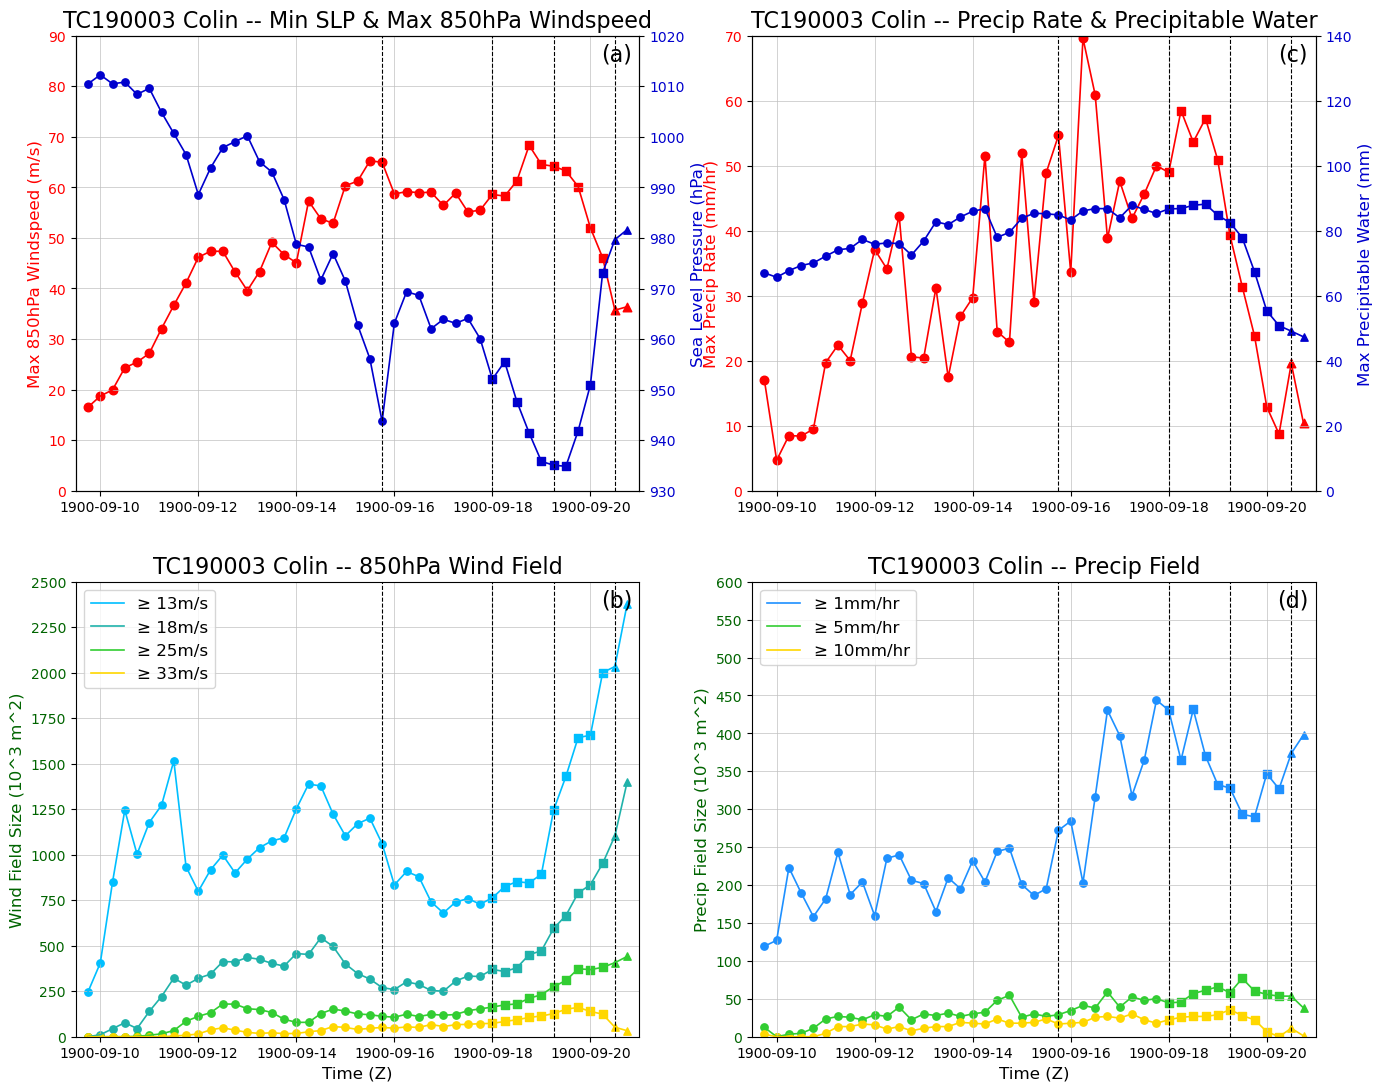 TC190003 Colin -- Min SLP & Max 850hPa Windspeed
(a)
Max 850hPa Windspeed (m/s)
90
80
70
60
50
40
30
20
10
0
1020
1010
1000
990
980
970
960
950
940
930
Sea Level Pressure (hPa)
1900-09-10 1900-09-12 1900-09-14 1900-09-16 1900-09-18 1900-09-20
TC190003 Colin -- Precip Rate & Precipitable Water
(c)
Max Precip Rate (mm/hr)
70
60
50
40
30
20
10
0
140
120
100
80
60
40
20
0
Max Precipitable Water (mm)
1900-09-10 1900-09-12 1900-09-14 1900-09-16 1900-09-18 1900-09-20
TC190003 Colin -- 850hPa Wind Field
(b)
≥ 13m/s
≥ 18m/s
≥ 25m/s
≥ 33m/s
Wind Field Size (10^3 m^2)
2500
2250
2000
1750
1500
1250
1000
750
500
250
0
1900-09-10 1900-09-12 1900-09-14 1900-09-16 1900-09-18 1900-09-20
Time (Z)
TC190003 Colin -- Precip Field
(d)
≥ 1mm/hr
≥ 5mm/hr
≥ 10mm/hr
Precip Field Size (10^3 m^2)
600
550
500
450
400
350
300
250
200
150
100
50
0
1900-09-10 1900-09-12 1900-09-14 1900-09-16 1900-09-18 1900-09-20
Time (Z)